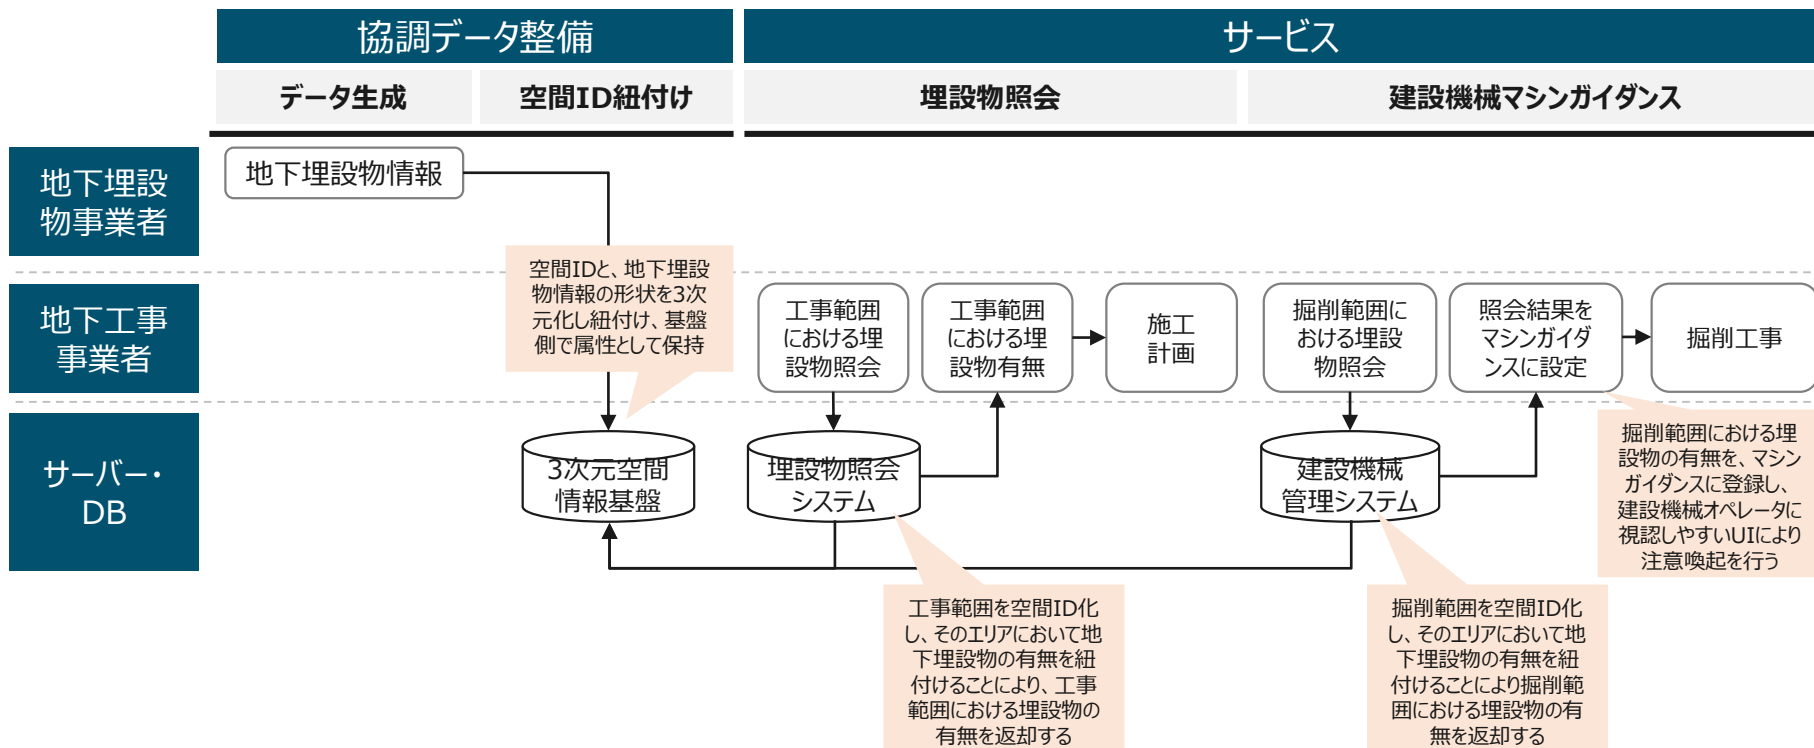 協調データ整備
サービス
データ生成
空間ID紐付け
埋設物照会
建設機械マシンガイダンス
地下埋設
物事業者
地下埋設物情報
空間IDと、地下埋設
物情報の形状を3次
元化し紐付け、基盤
側で属性として保持
地下工事
事業者
工事範囲
における埋
設物照会
工事範囲
における埋
設物有無
施工
計画
掘削範囲に
おける埋設
物照会
照会結果を
マシンガイダ
ンスに設定
掘削工事
サーバー・
DB
3次元空間
情報基盤
埋設物照会
システム
建設機械
管理システム
掘削範囲における埋
設物の有無を、マシン
ガイダンスに登録し、
建設機械オペレータに
視認しやすいUIにより
注意喚起を行う
工事範囲を空間ID化
し、そのエリアにおいて地
下埋設物の有無を紐
付けることにより、工事
範囲における埋設物の
有無を返却する
掘削範囲を空間ID化
し、そのエリアにおいて地
下埋設物の有無を紐
付けることにより掘削範
囲における埋設物の有
無を返却する